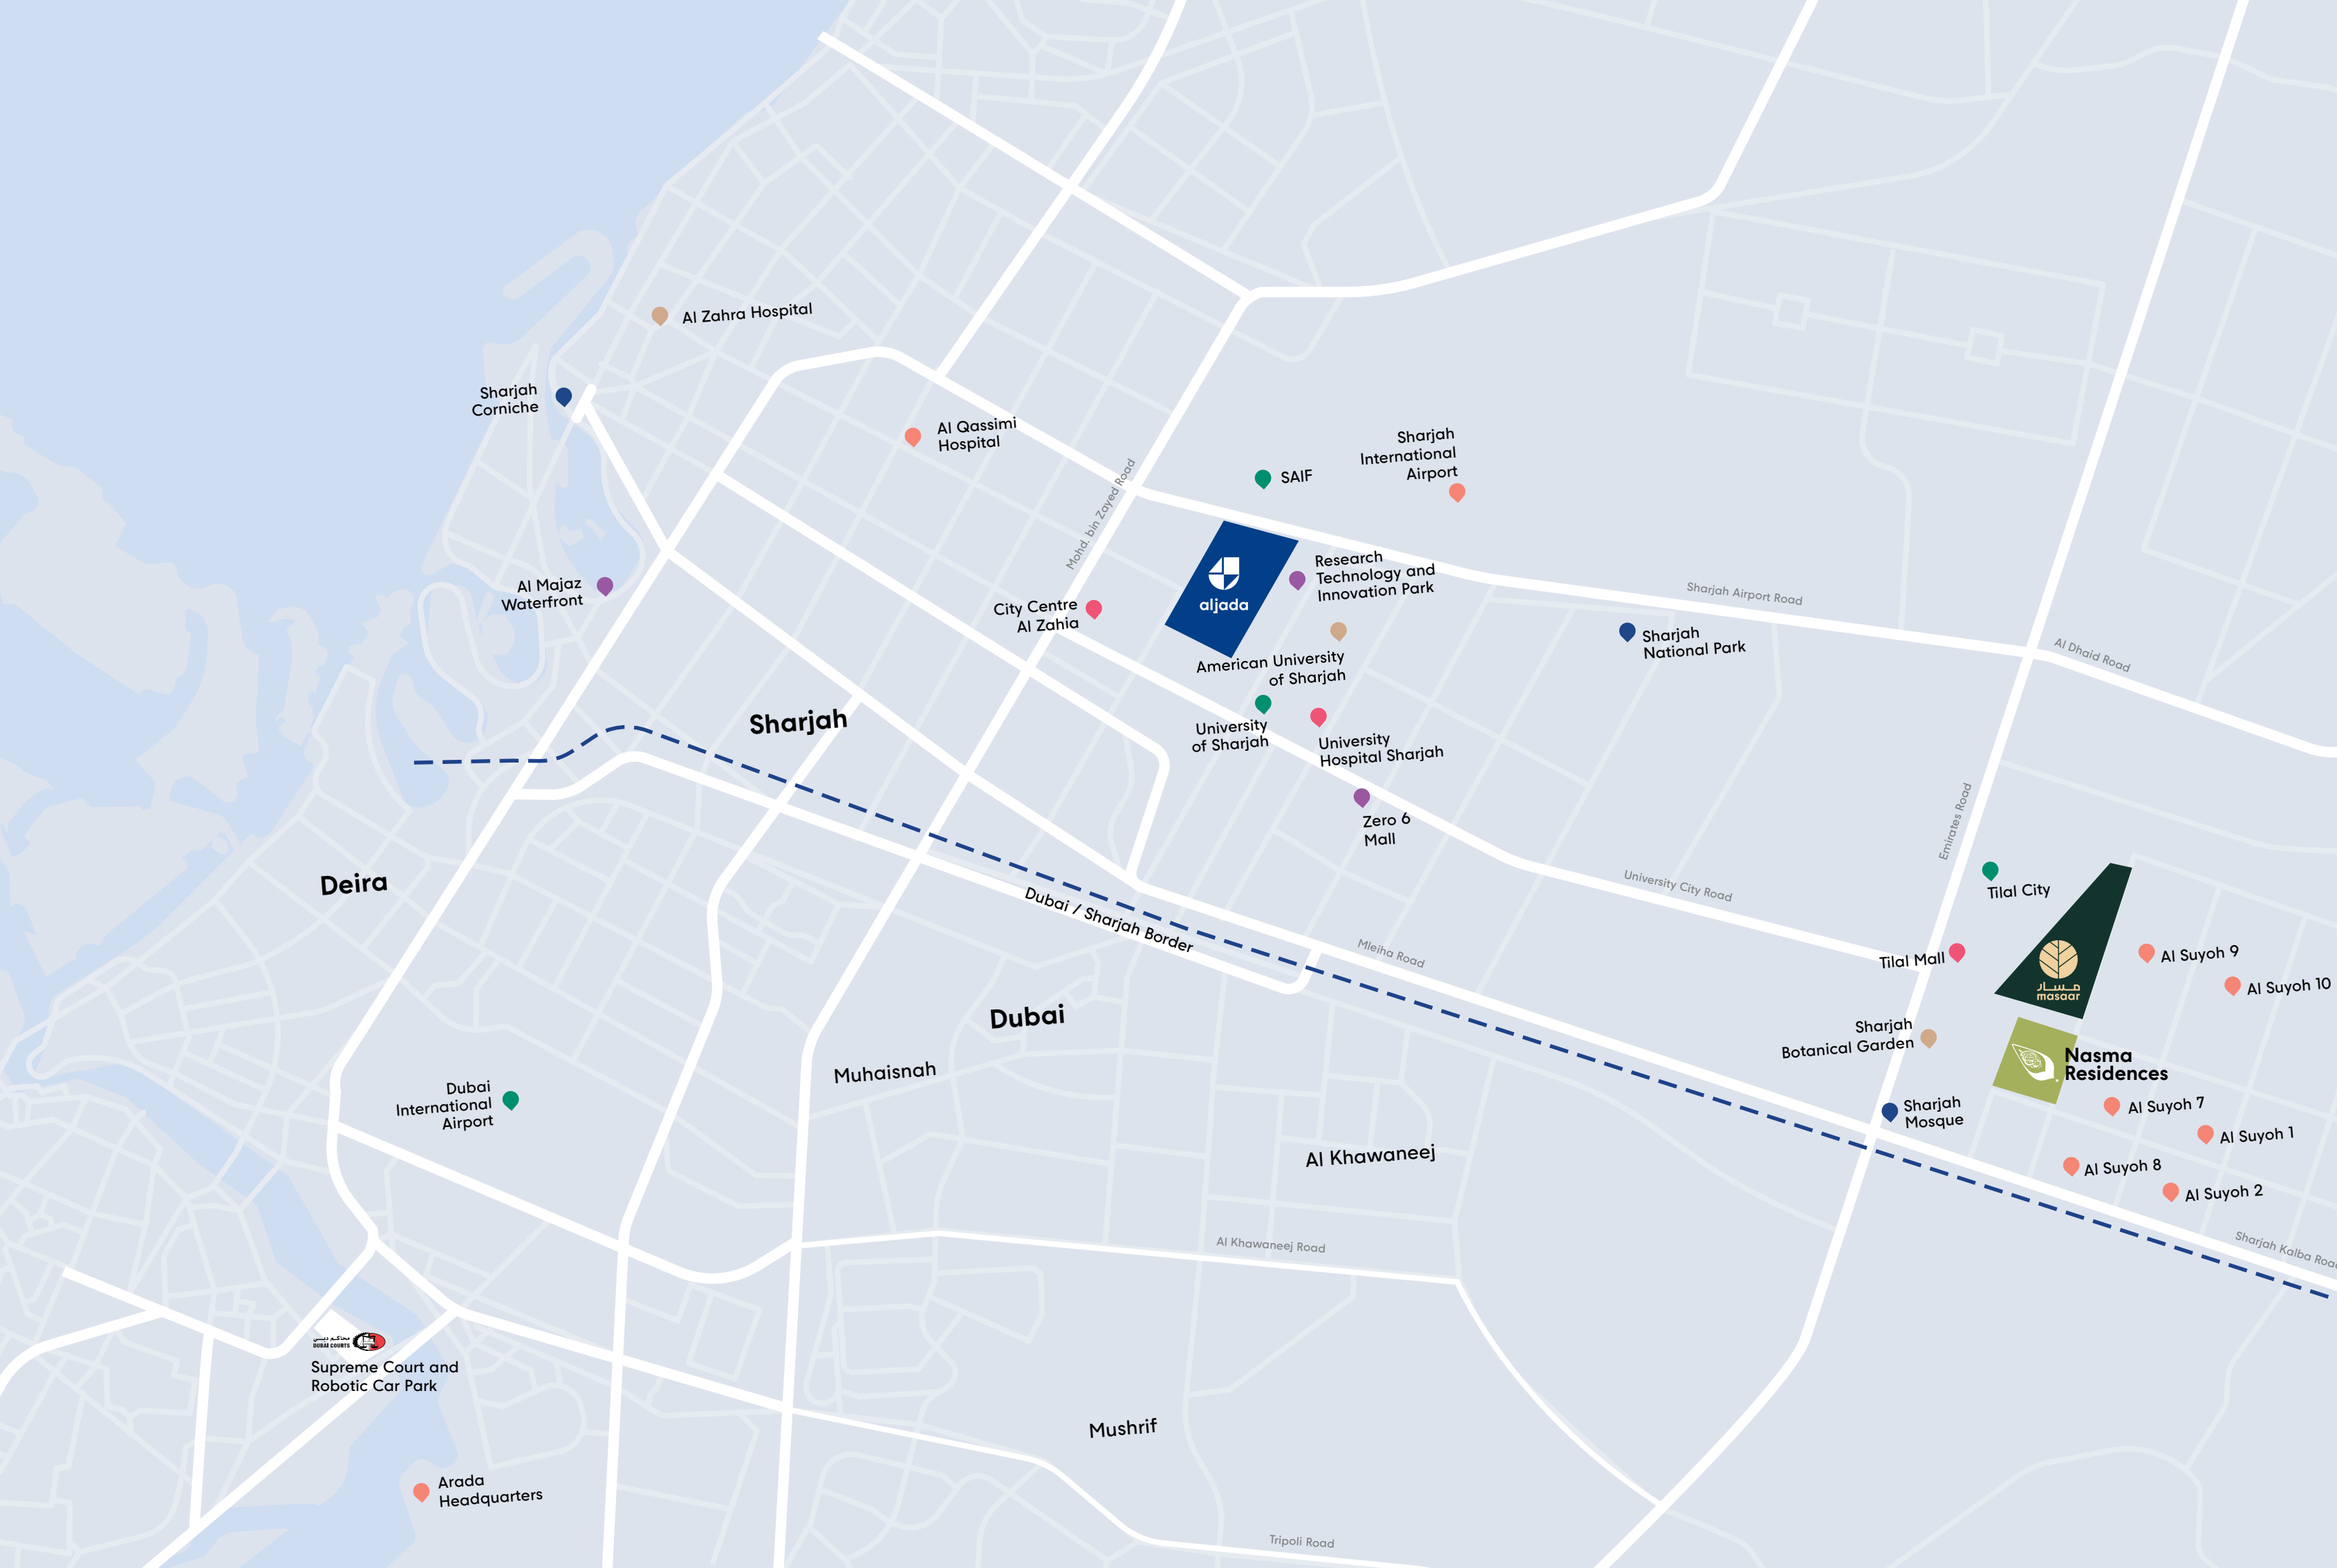 Al Zahra Hospital
Sharjah
Corniche
Al Qassimi
Hospital
Mohd. bin Zayed Road
SAIF
Sharjah
International
Airport
aljada
Research
Technology and
Innovation Park
Al Majaz
Waterfront
City Centre
Al Zahia
American University
of Sharjah
Sharjah Airport Road
Sharjah
National Park
Al Dhaid Road
University
of Sharjah
University
Hospital Sharjah
Sharjah
Zero 6
Mall
Emirates Road
Deira
Dubai / Sharjah Border
University City Road
Tilal City
Mleiha Road
Tilal Mall
مسار
masaar
Al Suyoh 9
Al Suyoh 10
Dubai
Sharjah
Botanical Garden
Nasma
Residences
Muhaisnah
Dubai
International
Airport
Sharjah
Mosque
Al Suyoh 7
Al Suyoh 1
Al Khawaneej
Al Suyoh 8
Al Suyoh 2
Al Khawaneej Road
Sharjah Kalba Road
محاكم دبي
DUBAI COURTS
Supreme Court and
Robotic Car Park
Mushrif
Arada
Headquarters
Tripoli Road